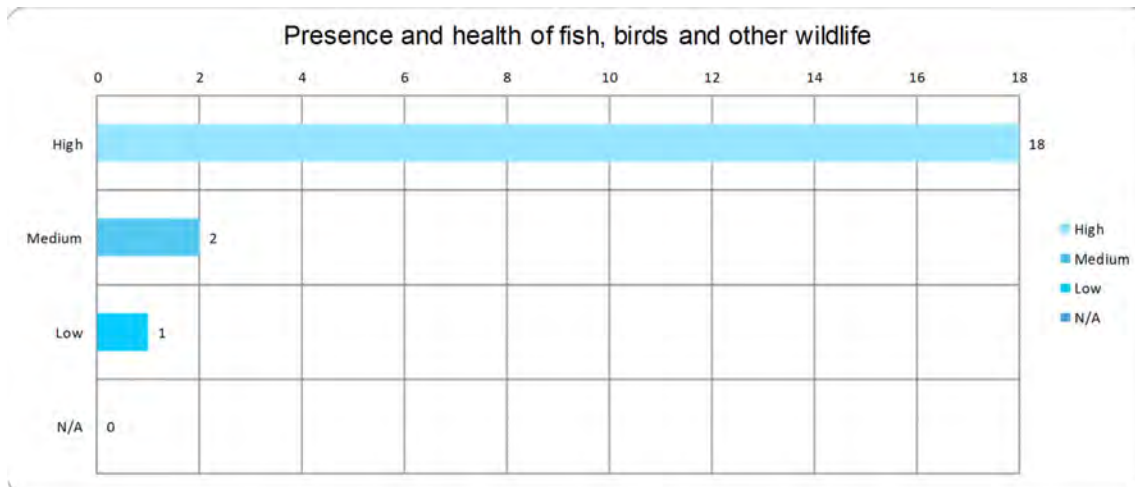 Presence and health of fish, birds and other wildlife
0 2 4 6 8 10 12 14 16 18
High 18
Medium 2
Low 1
N/A 0
High
Medium
Low
N/A